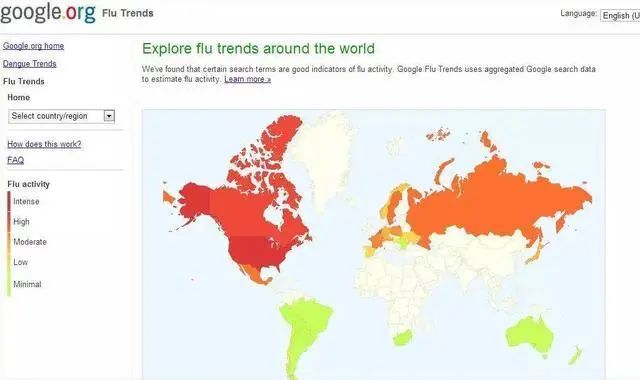 google.org Flu Trends
Language: English (U
Google.org home
Dengue Trends
Flu Trends
Home
Select country/region
How does this work?
FAQ
Flu activity
Intense
High
Moderate
Low
Minimal
Explore flu trends around the world
We've found that certain search terms are good indicators of flu activity. Google Flu Trends uses aggregated Google search data
to estimate flu activity. Learn more »